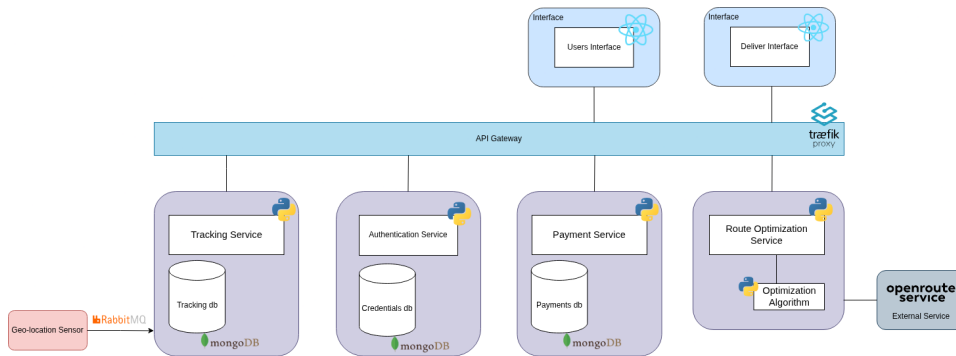 Interface
Users Interface
Interface
Deliver Interface
API Gateway
træfik
proxy
Tracking Service
Tracking db
mongoDB
Authentication Service
Credentials db
mongoDB
Payment Service
Payments db
mongoDB
Route Optimization
Service
Optimization
Algorithm
openroute
service
External Service
Geo-location Sensor
RabbitMQ